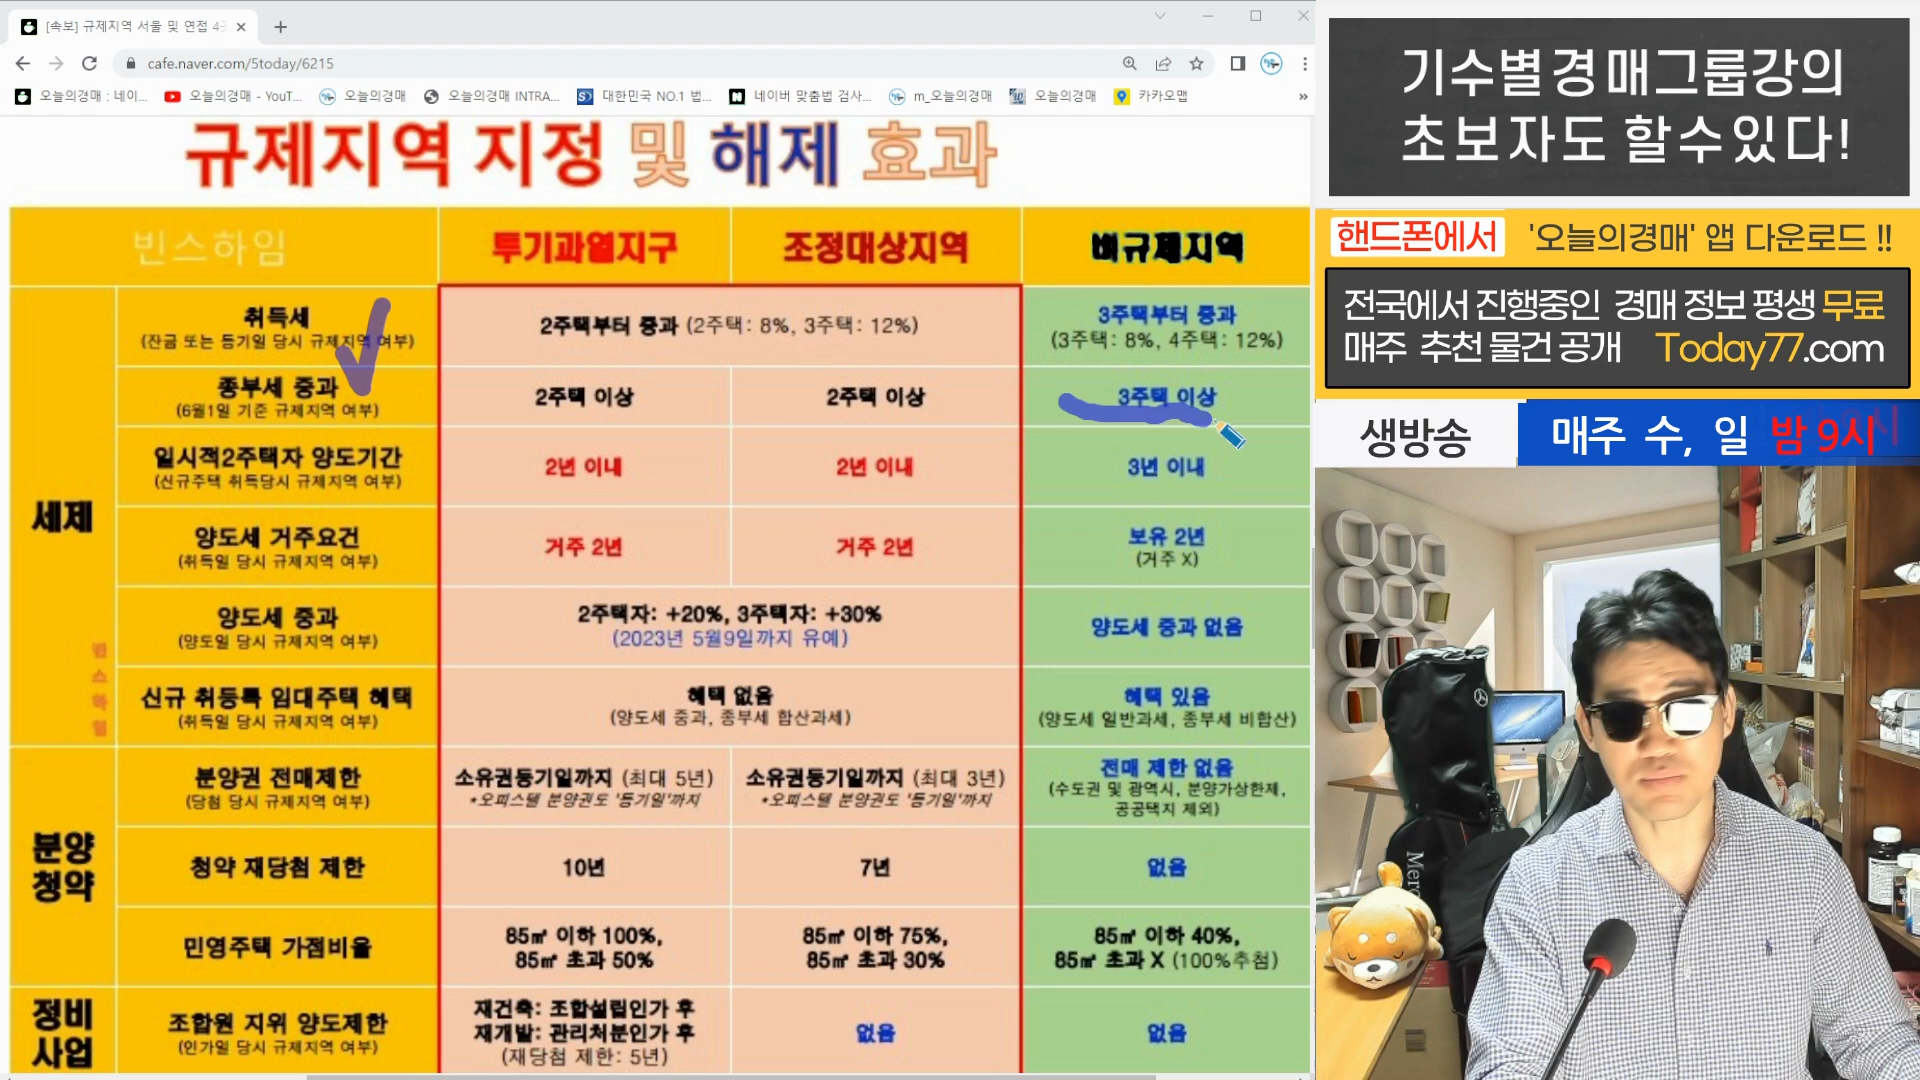 [속보] 규제지역 서울 및 연접 4
cafe.naver.com/5today/6215
오늘의경매 : 네이...
오늘의경매 - YouT...
오늘의경매
오늘의경매 INTRA...
대한민국 NO.1 법...
네이버 맞춤법 검사...
m_오늘의경매
오늘의경매
카카오맵
규제지역 지정 및 해제 효과
빈스하임 투기과열지구 조정대상지역 비규제지역
세제
빈스하임
취득세
(잔금 또는 등기일 당시 규제지역 여부)
2주택부터 중과 (2주택: 8%, 3주택: 12%)
3주택부터 중과
(3주택: 8%, 4주택: 12%)
종부세 중과
(6월1일 기준 규제지역 여부)
2주택 이상
2주택 이상
3주택 이상
일시적2주택자 양도기간
(신규주택 취득당시 규제지역 여부)
2년 이내
2년 이내
3년 이내
양도세 거주요건
(취득일 당시 규제지역 여부)
거주 2년
거주 2년
보유 2년
(거주 X)
양도세 중과
(양도일 당시 규제지역 여부)
2주택자: +20%, 3주택자: +30%
(2023년 5월9일까지 유예)
양도세 중과 없음
신규 취등록 임대주택 혜택
(취득일 당시 규제지역 여부)
혜택 없음
(양도세 중과, 종부세 합산과세)
혜택 있음
(양도세 일반과세, 종부세 비합산)
분양
청약
분양권 전매제한
(당첨 당시 규제지역 여부)
소유권등기일까지 (최대 5년)
*오피스텔 분양권도 '등기일'까지
소유권등기일까지 (최대 3년)
*오피스텔 분양권도 '등기일'까지
전매 제한 없음
(수도권 및 광역시, 분양가상한제,
공공택지 제외)
청약 재당첨 제한
10년
7년
없음
민영주택 가점비율
85㎡ 이하 100%,
85㎡ 초과 50%
85㎡ 이하 75%,
85㎡ 초과 30%
85㎡ 이하 40%,
85㎡ 초과 X (100%추첨)
정비
사업
조합원 지위 양도제한
(인가일 당시 규제지역 여부)
재건축: 조합설립인가 후
재개발: 관리처분인가 후
(재당첨 제한: 5년)
없음
없음
기수별경매그룹강의
초보자도 할수있다!
핸드폰에서 '오늘의경매' 앱 다운로드 !!
전국에서 진행중인 경매 정보 평생 무료
매주 추천 물건 공개 Today77.com
생방송 매주 수, 일 밤 9시